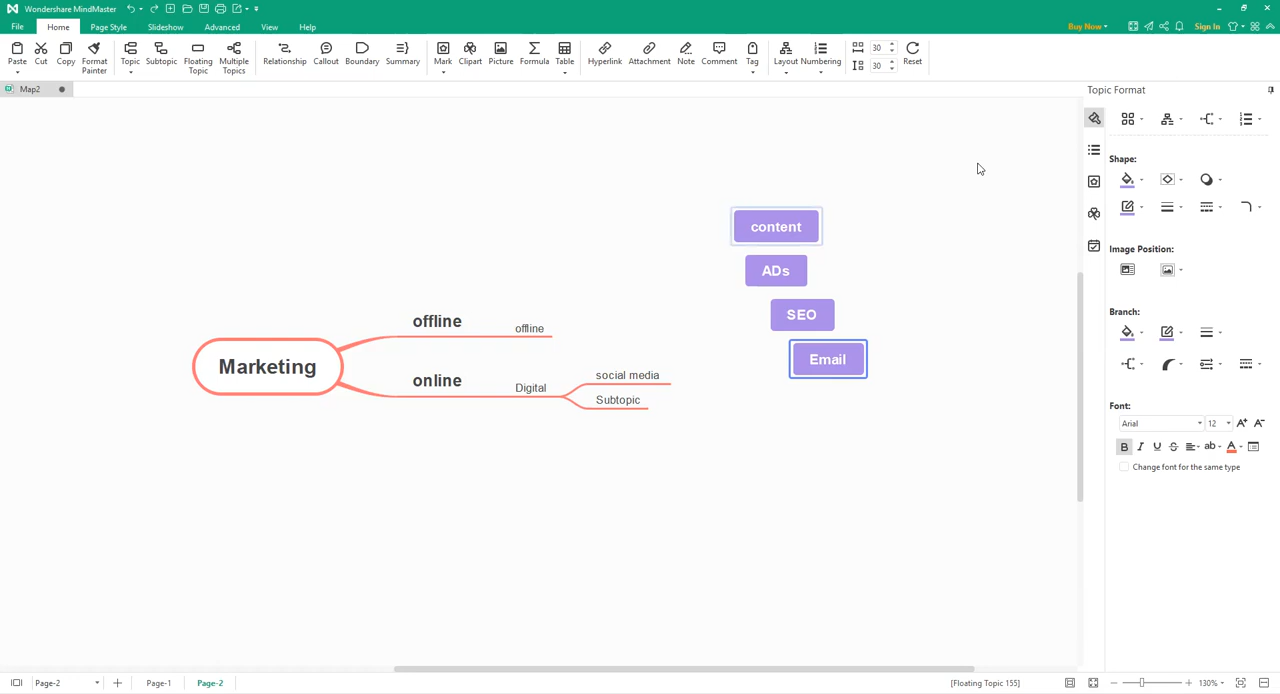 Wondershare MindMaster
File Home Page Style Slideshow Advanced View Help Buy Now Sign In
Paste Cut Copy Format Painter Topic Subtopic Floating Topic Multiple Topics Relationship Callout Boundary Summary Mark Clipart Picture Formula Table Hyperlink Attachment Note Comment Tag Layout Numbering 30 30 Reset
Map2
Topic Format
Shape:
Image Position:
Branch:
Font:
Arial 12
B I U S ab A
Change font for the same type
content
ADs
SEO
Email
Marketing
offline
offline
online
Digital
social media
Subtopic
Page-2 Page-1 Page-2 [Floating Topic 155] 130%